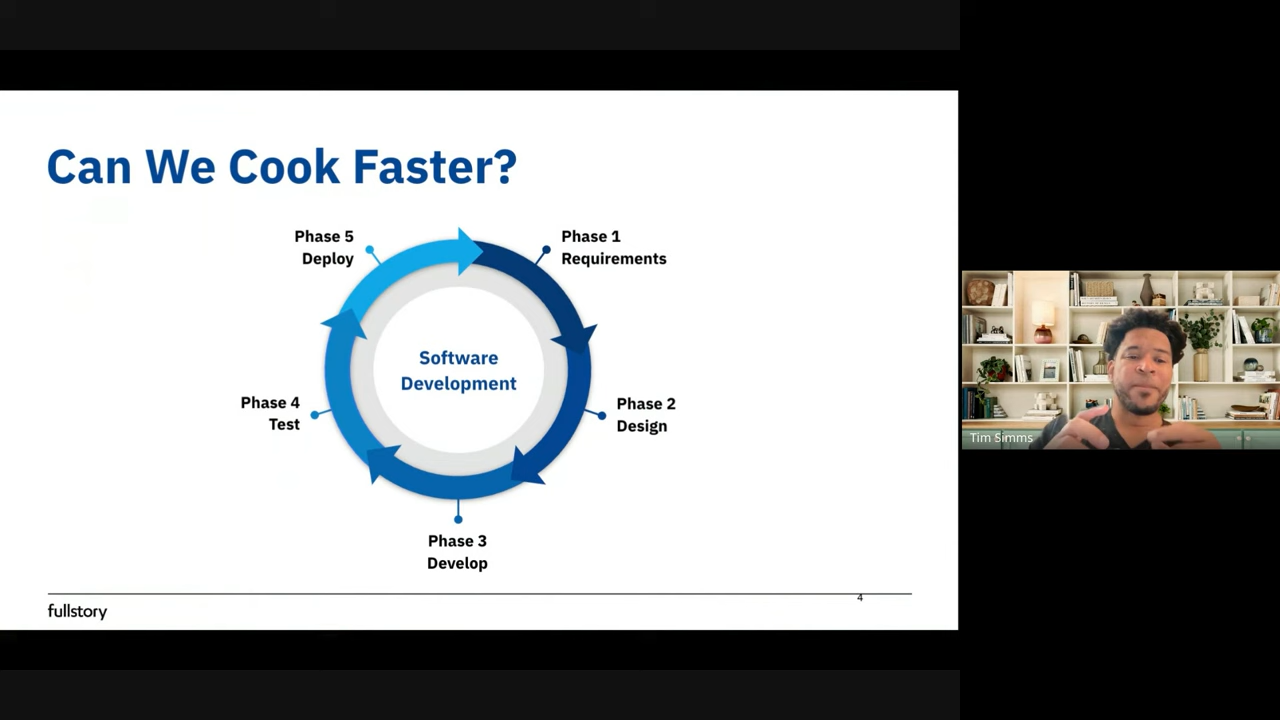 Can We Cook Faster?
Phase 5
Deploy
Phase 1
Requirements
Software
Development
Phase 4
Test
Phase 2
Design
Phase 3
Develop
fullstory
4
Tim Simms